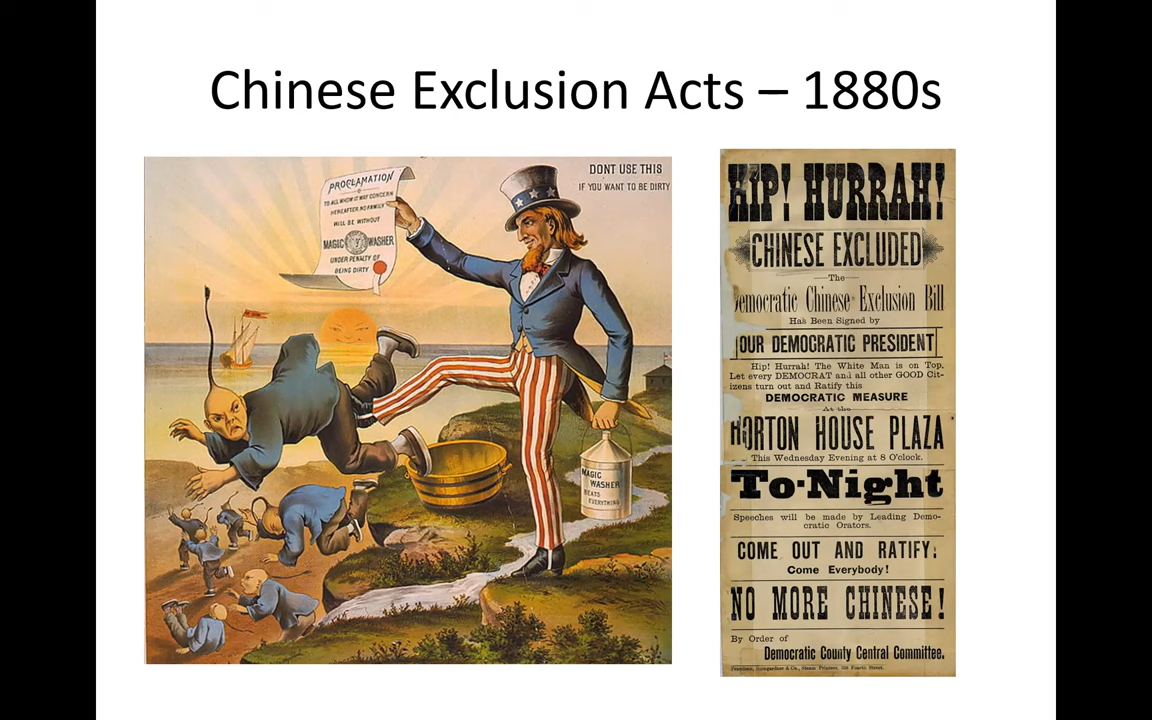 Chinese Exclusion Acts – 1880s
DONT USE THIS
IF YOU WANT TO BE DIRTY
PROCLAMATION
TO ALL WHOM IT MAY CONCERN
HEREAFTER NO FAMILY
WILL BE WITHOUT
MAGIC WASHER
UNDER PENALTY OF
BEING DIRTY
MAGIC
WASHER
BEATS
EVERYTHING
HIP! HURRAH!
CHINESE EXCLUDED
The
Democratic Chinese Exclusion Bill
Has Been Signed by
OUR DEMOCRATIC PRESIDENT
Hip! Hurrah! The White Man is on Top.
Let every DEMOCRAT and all other GOOD Cit-
izens turn out and Ratify this
DEMOCRATIC MEASURE
At the
HORTON HOUSE PLAZA
This Wednesday Evening at 8 O'clock.
To-Night
Speeches will be made by Leading Demo-
cratic Orators.
COME OUT AND RATIFY!
Come Everybody!
NO MORE CHINESE!
By Order of
Democratic County Central Committee.
& Co., Steam Printers, Fourth Street.